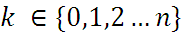 k ∈ {0,1,2 … n}